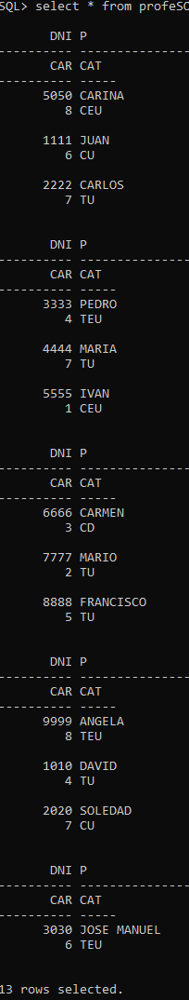 SQL> select * from profeSO
DNI P
---------- --------------------
CAR CAT
---------- -----
5050 CARINA
8 CEU
1111 JUAN
6 CU
2222 CARLOS
7 TU
DNI P
---------- --------------------
CAR CAT
---------- -----
3333 PEDRO
4 TEU
4444 MARIA
7 TU
5555 IVAN
1 CEU
DNI P
---------- --------------------
CAR CAT
---------- -----
6666 CARMEN
3 CD
7777 MARIO
2 TU
8888 FRANCISCO
5 TU
DNI P
---------- --------------------
CAR CAT
---------- -----
9999 ANGELA
8 TEU
1010 DAVID
4 TU
2020 SOLEDAD
7 CU
DNI P
---------- --------------------
CAR CAT
---------- -----
3030 JOSE MANUEL
6 TEU
13 rows selected.